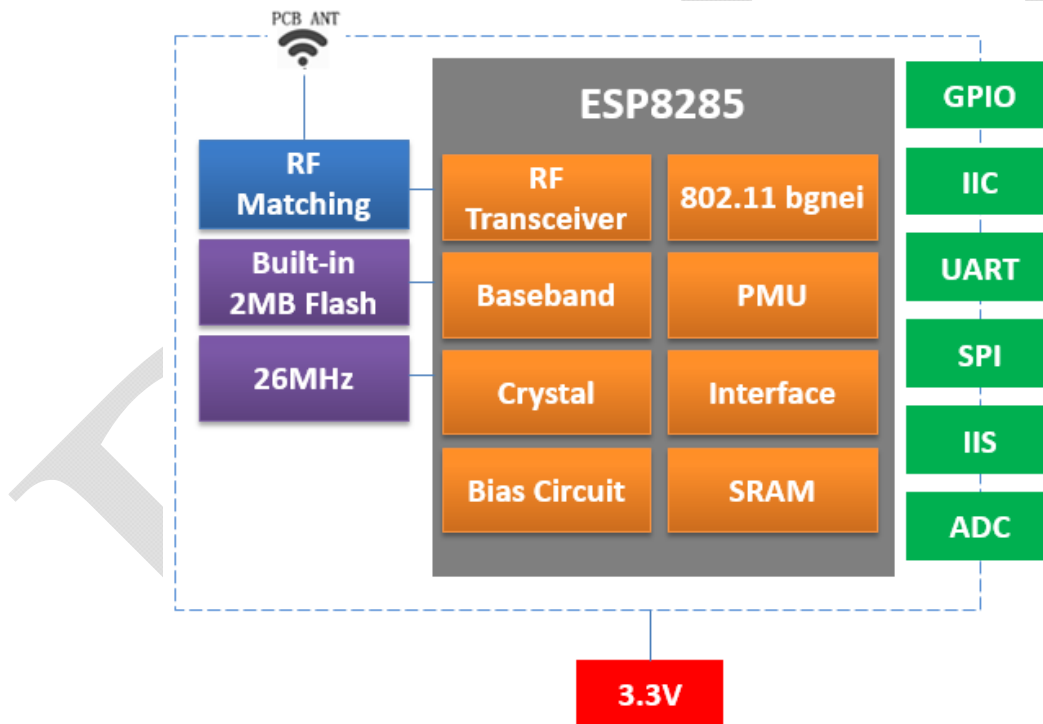 PCB ANT
ESP8285
GPIO
RF
Matching
RF
Transceiver
802.11 bgnei
IIC
Built-in
2MB Flash
Baseband
PMU
UART
26MHz
Crystal
Interface
SPI
Bias Circuit
SRAM
IIS
ADC
3.3V